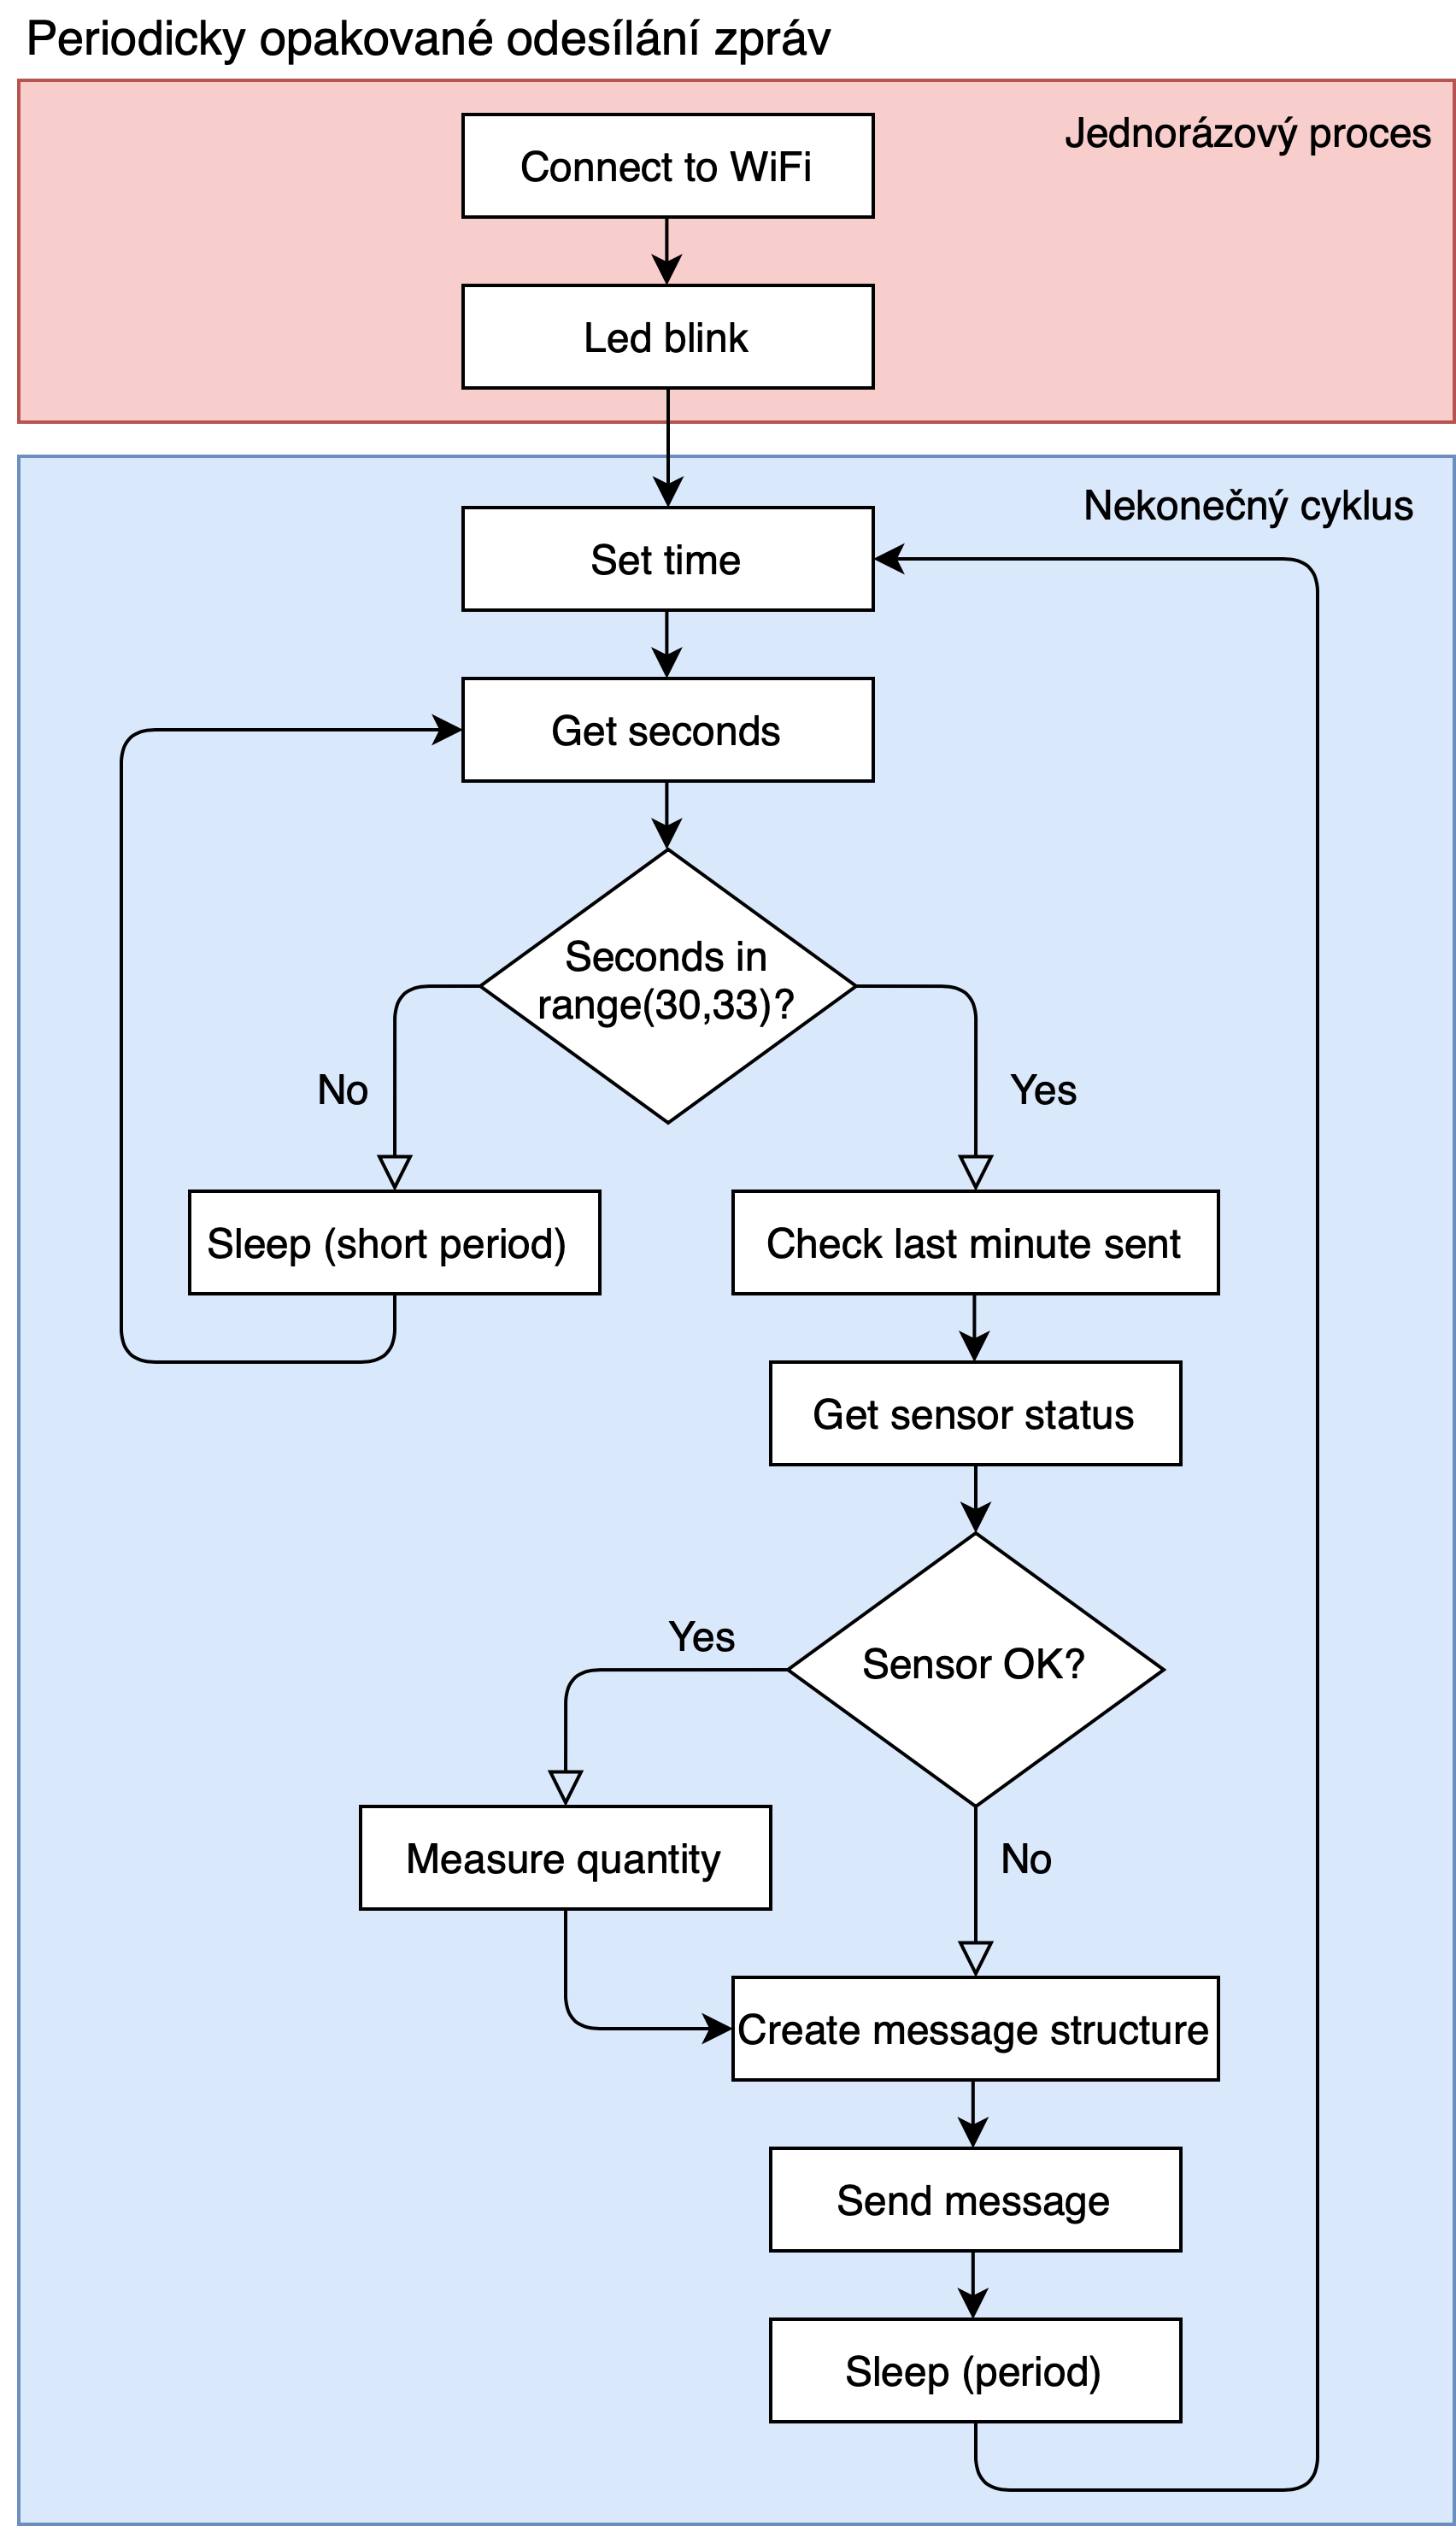 Periodicky opakované odesílání zpráv
Jednorázový proces
Connect to WiFi
Led blink
Nekonečný cyklus
Set time
Get seconds
Seconds in
range(30,33)?
No
Yes
Sleep (short period)
Check last minute sent
Get sensor status
Yes
Sensor OK?
Measure quantity
No
Create message structure
Send message
Sleep (period)